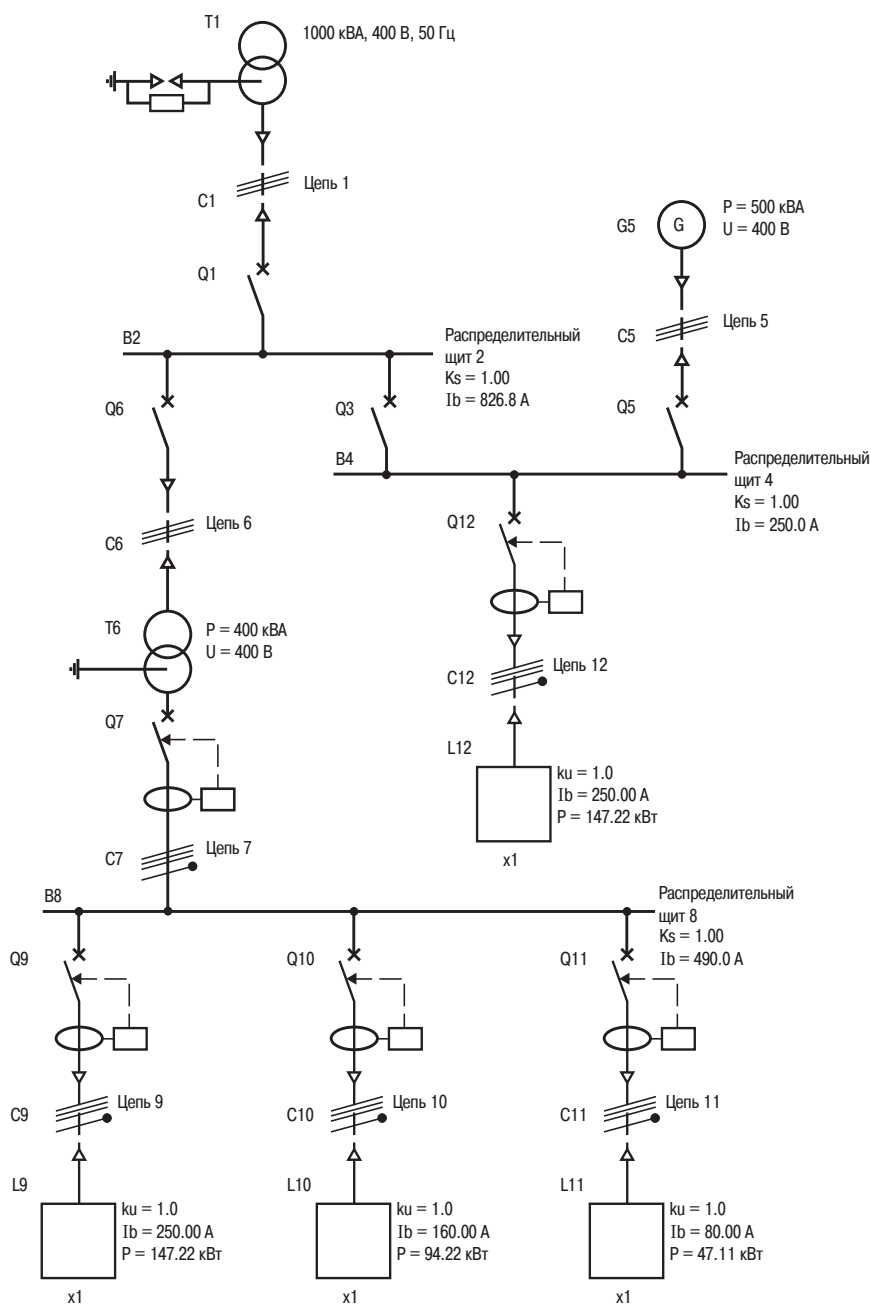 T1
1000 кВА, 400 В, 50 Гц
Цепь 1
C1
Q1
G5
G
P = 500 кВА
U = 400 В
Цепь 5
C5
Q5
B2
Распределительный
щит 2
Ks = 1.00
Ib = 826.8 A
Q6
Q3
B4
Распределительный
щит 4
Ks = 1.00
Ib = 250.0 A
Цепь 6
C6
Q12
T6
P = 400 кВА
U = 400 В
Цепь 12
C12
Q7
L12
ku = 1.0
Ib = 250.00 A
P = 147.22 кВт
x1
Цепь 7
C7
B8
Распределительный
щит 8
Ks = 1.00
Ib = 490.0 A
Q9
Q10
Q11
Цепь 9
C9
Цепь 10
C10
Цепь 11
C11
L9
ku = 1.0
Ib = 250.00 A
P = 147.22 кВт
x1
L10
ku = 1.0
Ib = 160.00 A
P = 94.22 кВт
x1
L11
ku = 1.0
Ib = 80.00 A
P = 47.11 кВт
x1